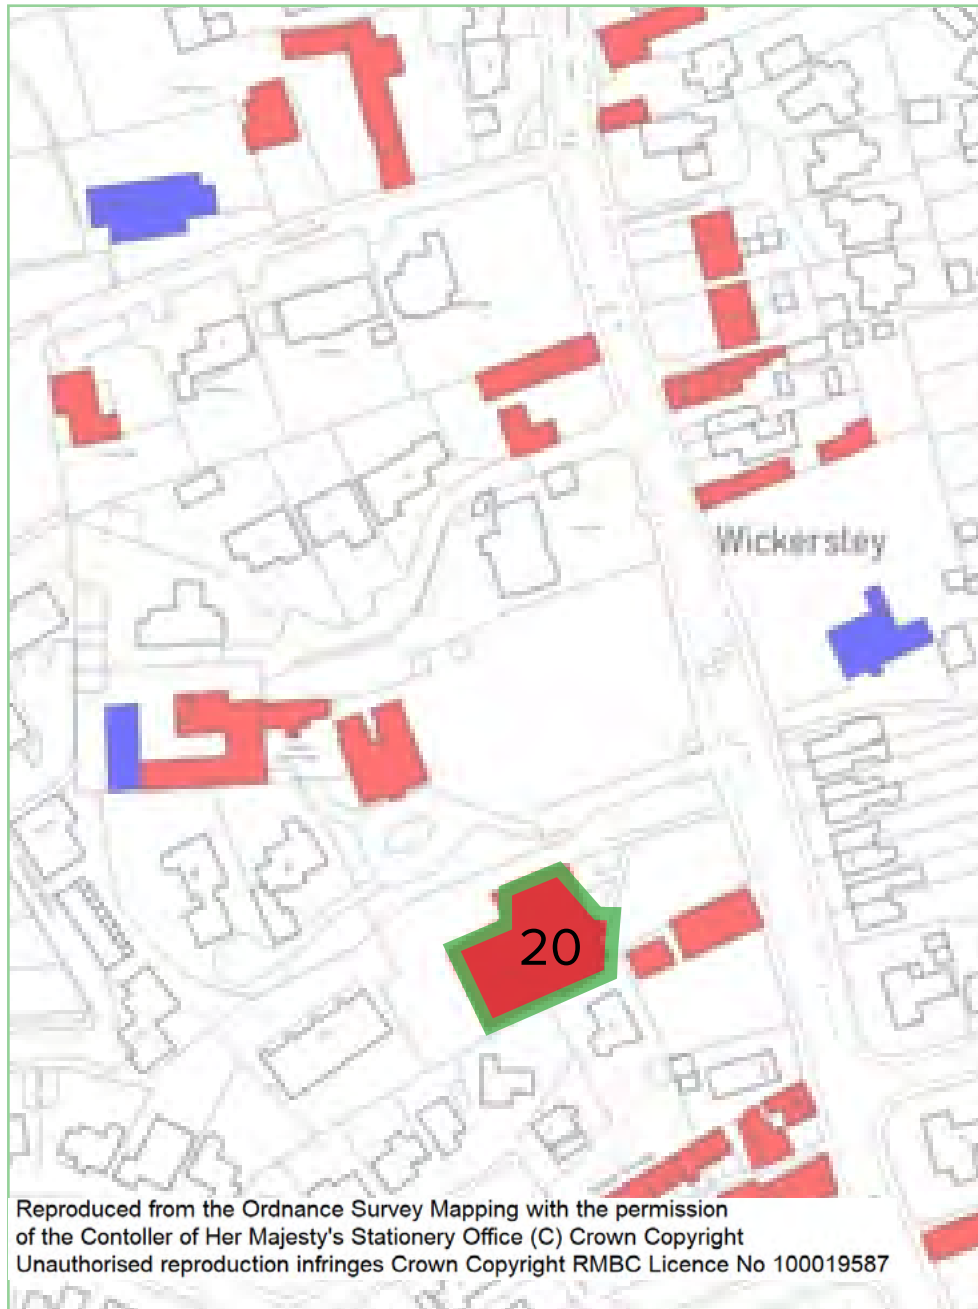 Wickersley
20
Reproduced from the Ordnance Survey Mapping with the permission
of the Contoller of Her Majesty's Stationery Office (C) Crown Copyright
Unauthorised reproduction infringes Crown Copyright RMBC Licence No 100019587